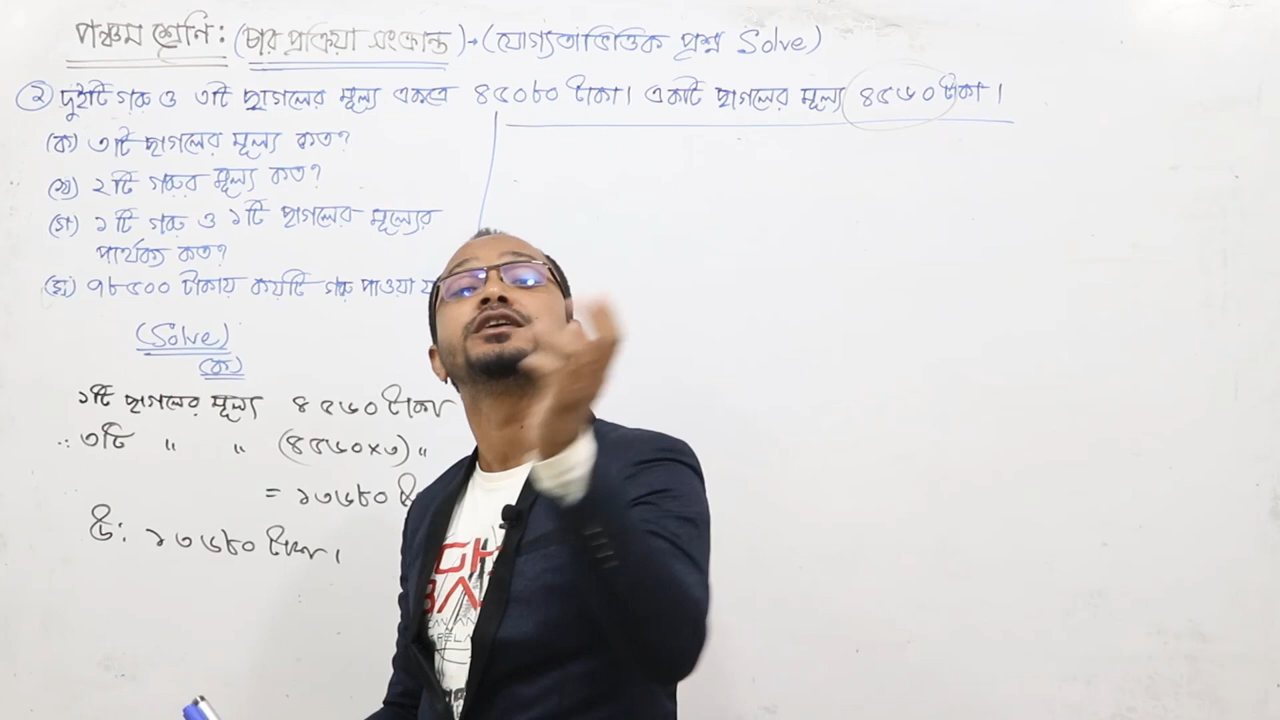 পঞ্চম শ্রেণি: (চার প্রক্রিয়া সংক্রান্ত) → (যোগ্যতাভিত্তিক প্রশ্ন Solve)
২ দুইটি গরু ও ৩টি ছাগলের মূল্য একত্রে ৪৫০৮০ টাকা। একটি ছাগলের মূল্য ৪৫৬০ টাকা।
(ক) ৩টি ছাগলের মূল্য কত?
(খ) ২টি গরুর মূল্য কত?
(গ) ১টি গরু ও ১টি ছাগলের মূল্যের
পার্থক্য কত?
(ঘ) ৭৮৫০০ টাকায় কয়টি গরু পাওয়া
(Solve)
(ক)
১টি ছাগলের মূল্য ৪৫৬০ টাকা
∴ ৩টি " " (৪৫৬০×৩) "
= ১৩৬৮০
উ: ১৩৬৮০ টাকা।